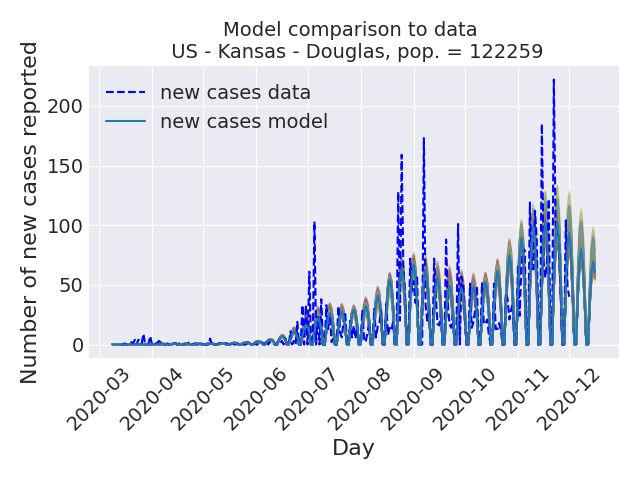 Model comparison to data
US - Kansas - Douglas, pop. = 122259
Number of new cases reported
new cases data
new cases model
200
150
100
50
0
2020-03
2020-04
2020-05
2020-06
2020-07
2020-08
2020-09
2020-10
2020-11
2020-12
Day